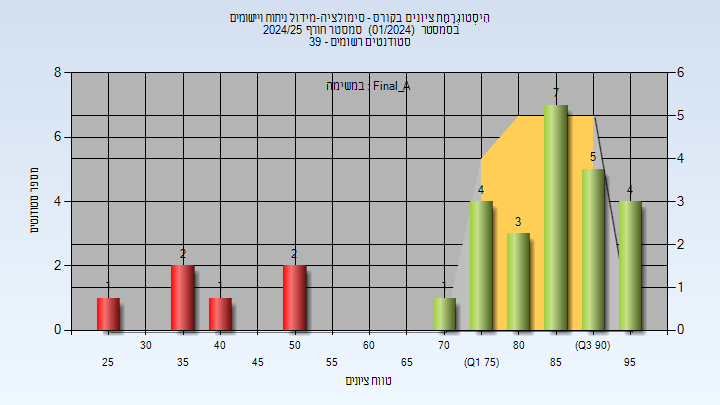 היסטוגרמת ציונים בקורס - סימולציה-מידול ניתוח ויישומים
בסמסטר (01/2024) סמסטר חורף 2024/25
סטודנטים רשומים - 39
במשימה : Final_A
מספר סטודנטים
8
6
4
2
0
6
5
4
3
2
1
0
- 2 - 2 - 4 3 7 5 4
30 40 50 60 70 80 (Q3 90)
25 35 45 55 65 (Q1 75) 85 95
טווח ציונים